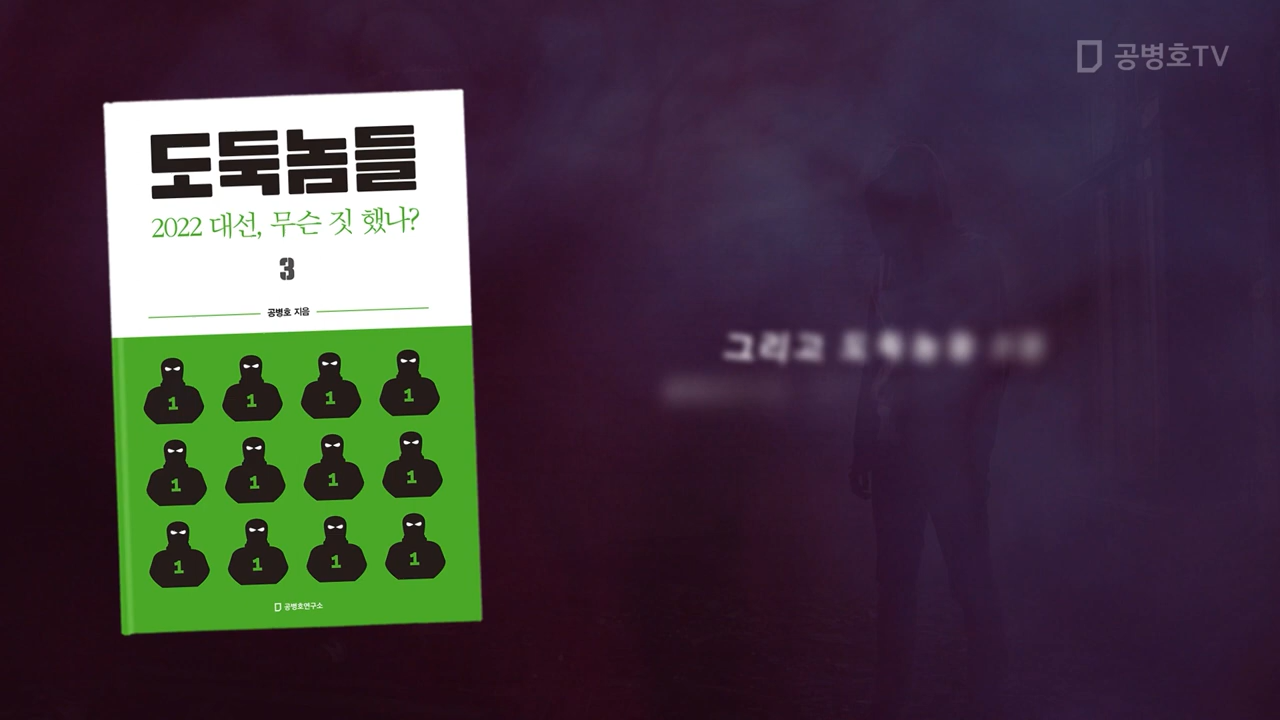 공병호TV
도둑놈들
2022 대선, 무슨 짓 했나?
3
공병호 지음
1 1 1 1
1 1 1 1
1 1 1 1
공병호연구소
그리고 도둑놈들